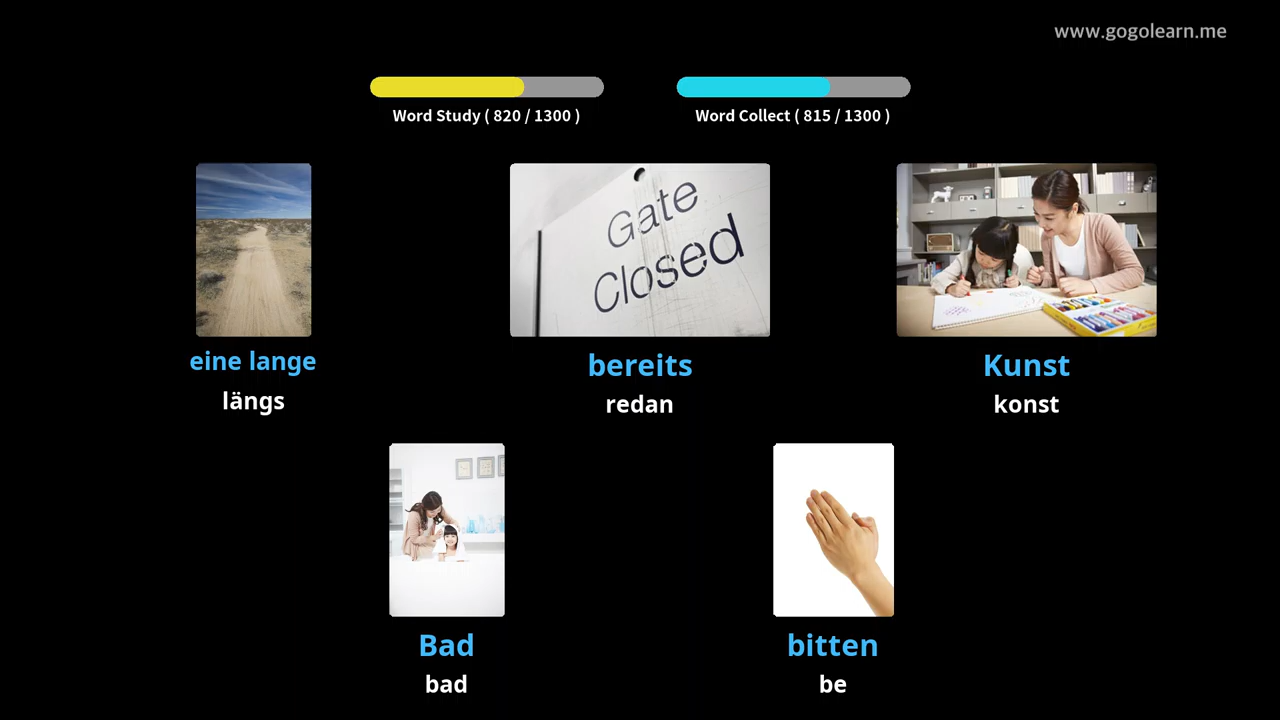 www.gogolearn.me
Word Study ( 820 / 1300 )
Word Collect ( 815 / 1300 )
Gate
Closed
eine lange
längs
bereits
redan
Kunst
konst
Bad
bad
bitten
be